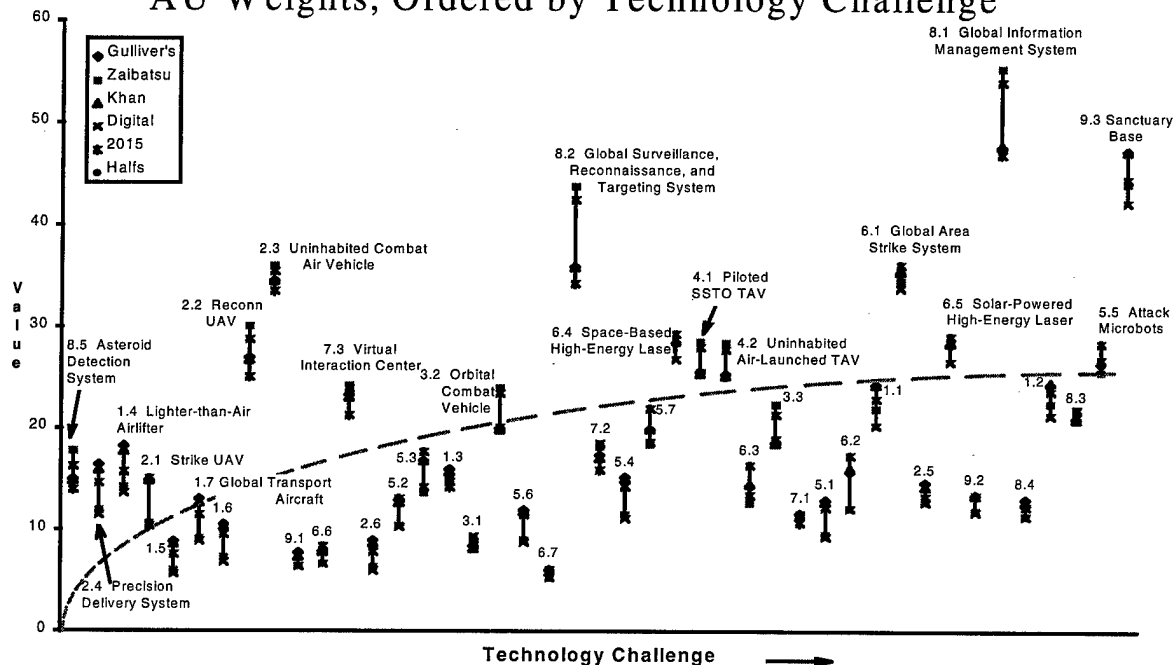 AU Weights, Ordered by Technology Challenge
60
50
40
30
20
10
0
Value
Gulliver's
Zaibatsu
Khan
Digital
2015
Halfs
8.1 Global Information
Management System
9.3 Sanctuary
Base
8.2 Global Surveillance,
Reconnaissance, and
Targeting System
6.1 Global Area
Strike System
2.3 Uninhabited Combat
Air Vehicle
4.1 Piloted
SSTO TAV
2.2 Reconn
UAV
6.5 Solar-Powered
High-Energy Laser
5.5 Attack
Microbots
6.4 Space-Based
High-Energy Lase
4.2 Uninhabited
Air-Launched TAV
8.5 Asteroid
Detection
System
7.3 Virtual
Interaction Center
3.2 Orbital
Combat
Vehicle
1.4 Lighter-than-Air
Airlifter
2.1 Strike UAV
1.7 Global Transport
Aircraft
1.5
1.6
9.1
6.6
2.6
5.2
5.3
1.3
3.1
5.6
6.7
7.2
5.4
5.7
6.3
3.3
7.1
5.1
6.2
1.1
2.5
9.2
8.4
1.2
8.3
2.4 Precision
Delivery System
Technology Challenge